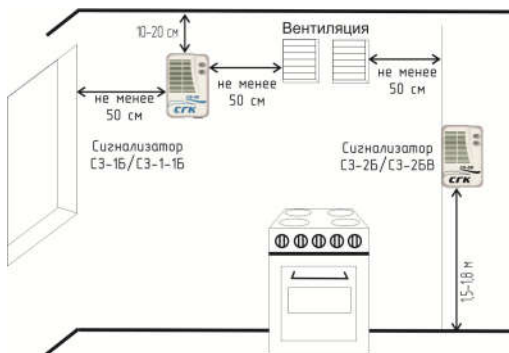 10-20 см
Вентиляция
не менее
50 см
не менее
50 см
не менее
50 см
СГК
Сигнализатор
СЗ-1Б/СЗ-1-1Б
Сигнализатор
СЗ-2Б/СЗ-2БВ
СГК
1,5-1,8 м